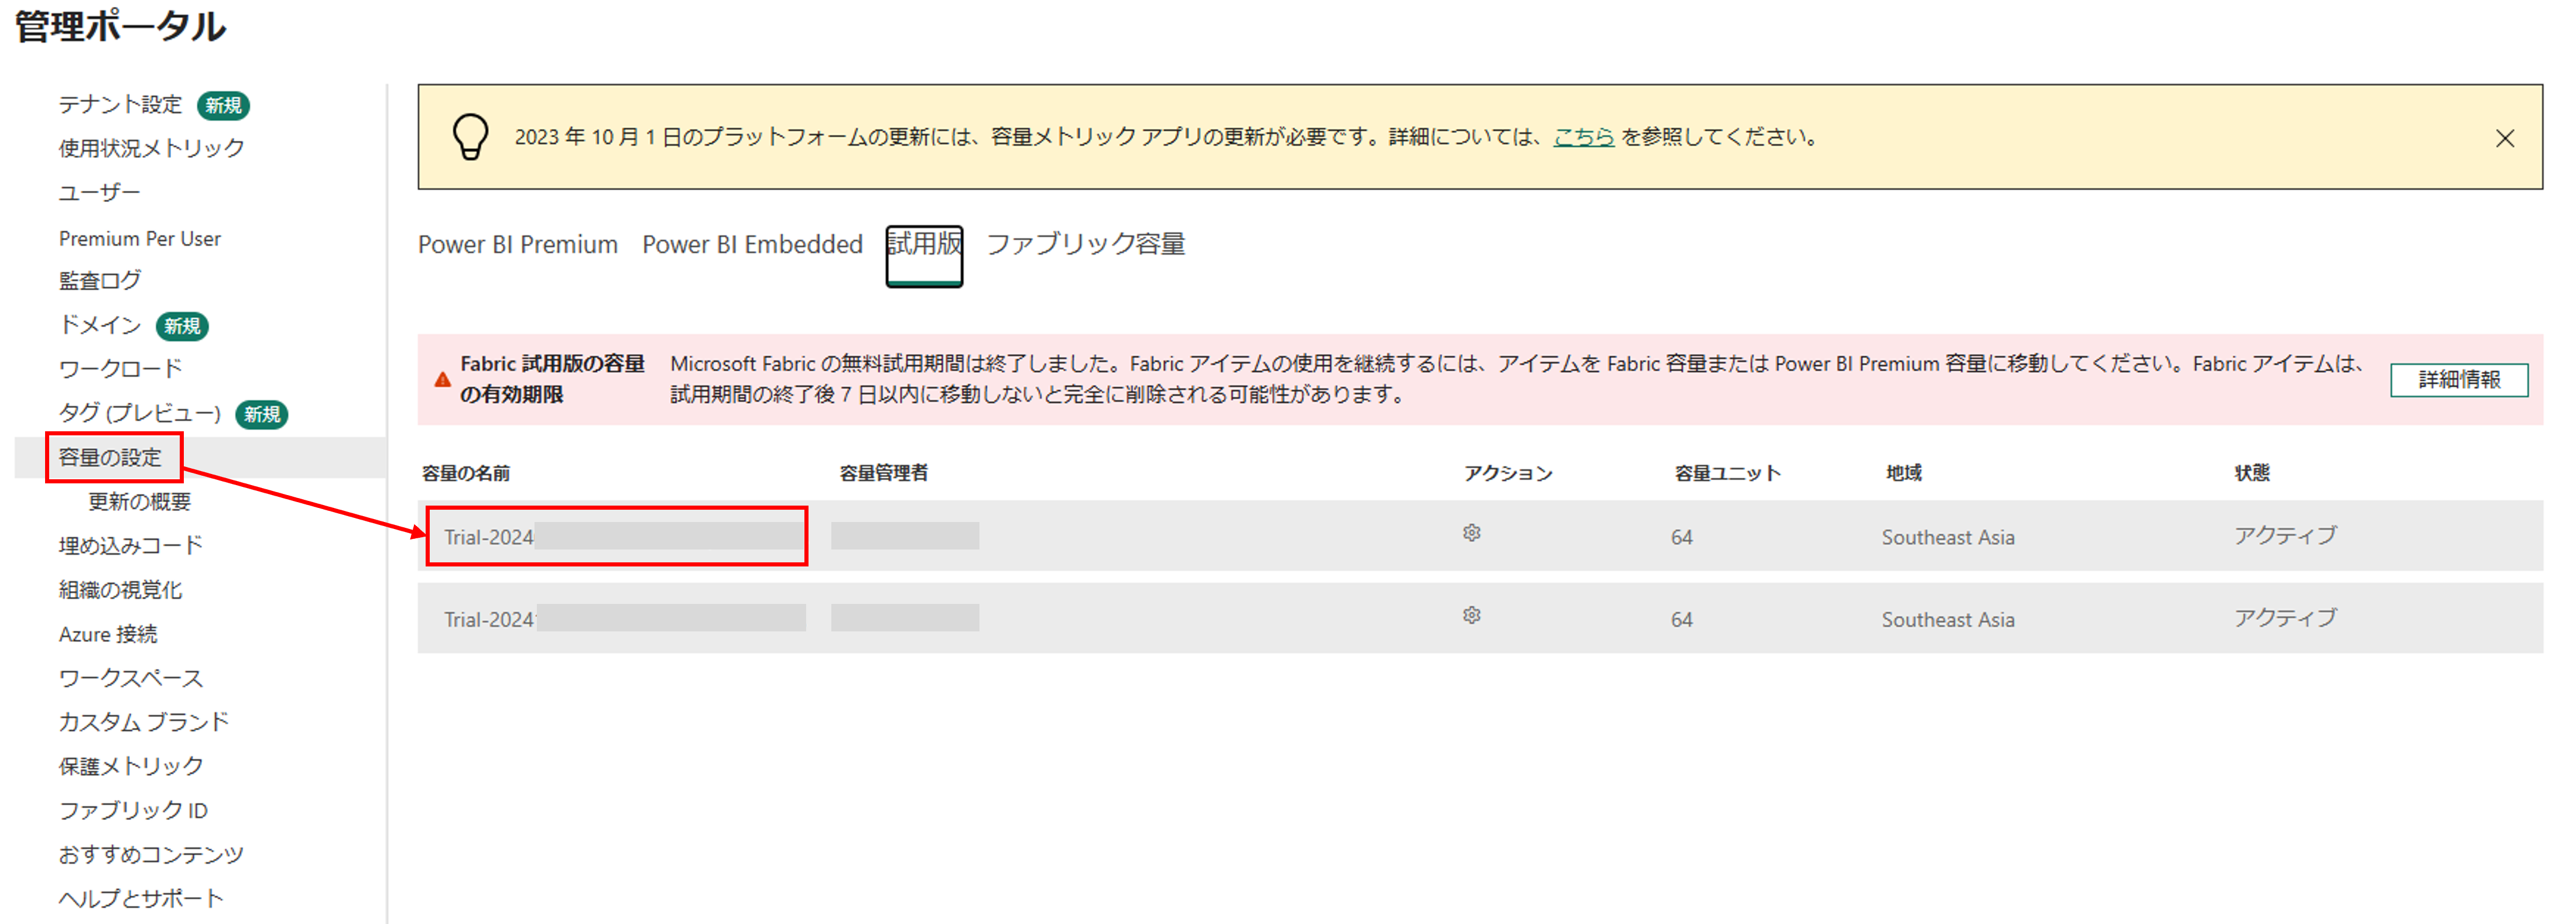 管理ポータル
テナント設定 新規
使用状況メトリック
ユーザー
Premium Per User
監査ログ
ドメイン 新規
ワークロード
タグ (プレビュー) 新規
容量の設定
更新の概要
埋め込みコード
組織の視覚化
Azure 接続
ワークスペース
カスタム ブランド
保護メトリック
ファブリック ID
おすすめコンテンツ
ヘルプとサポート
2023 年 10 月 1 日のプラットフォームの更新には、容量メトリック アプリの更新が必要です。詳細については、こちら を参照してください。
Power BI Premium Power BI Embedded 試用版 ファブリック容量
Fabric 試用版の容量
の有効期限
Microsoft Fabric の無料試用期間は終了しました。Fabric アイテムの使用を継続するには、アイテムを Fabric 容量または Power BI Premium 容量に移動してください。Fabric アイテムは、
試用期間の終了後 7 日以内に移動しないと完全に削除される可能性があります。
詳細情報
容量の名前 容量管理者 アクション 容量ユニット 地域 状態
Trial-2024 64 Southeast Asia アクティブ
Trial-2024 64 Southeast Asia アクティブ